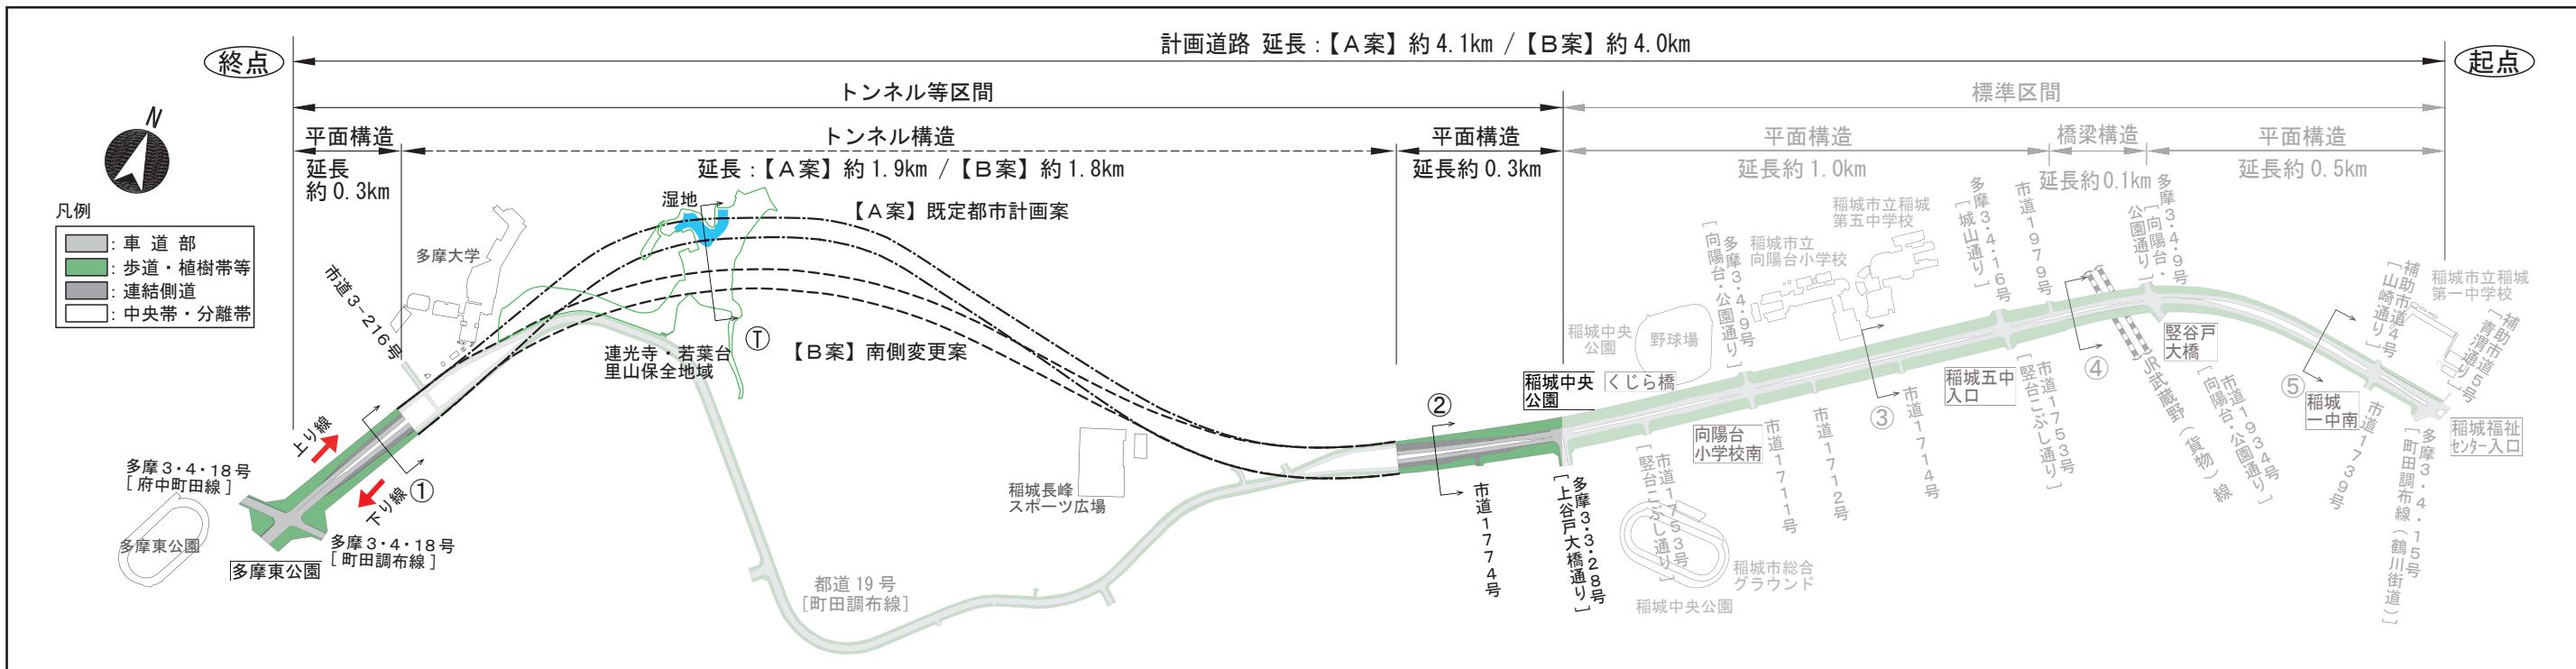 計画道路 延長：【A案】約4.1km /【B案】約4.0km
終点
起点
トンネル等区間
標準区間
平面構造
延長
約0.3km
トンネル構造
延長：【A案】約1.9km /【B案】約1.8km
平面構造
延長約0.3km
平面構造
延長約1.0km
橋梁構造
延長約0.1km
平面構造
延長約0.5km
N
凡例
：車 道 部
：歩道・植樹帯等
：連結側道
：中央帯・分離帯
湿地
【A案】既定都市計画案
【B案】南側変更案
Ⓣ
多摩大学
市道3-216号
連光寺・若葉台
里山保全地域
上り線
下り線
①
多摩3・4・18号
[府中町田線]
多摩東公園
多摩東公園
多摩3・4・18号
[町田調布線]
都道19号
[町田調布線]
稲城長峰
スポーツ広場
②
市道1774号
稲城中央
公園
多摩3・3・28号
[上谷戸大橋通り]
くじら橋
稲城中央
公園
野球場
多摩3・4・9号
[向陽台・公園通り]
稲城市立
向陽台小学校
稲城市立稲城
第五中学校
市道1753号
[竪台こぶし通り]
向陽台
小学校南
市道1711号
市道1712号
③
市道1714号
稲城市総合
グラウンド
稲城中央公園
多摩3・4・16号
[城山通り]
稲城五中
入口
市道1979号
市道1753号
[竪台こぶし通り]
④
JR武蔵野(貨物)線
多摩3・4・9号
[向陽台・
公園通り]
竪谷戸
大橋
市道1934号
[向陽台・公園通り]
⑤
稲城
一中南
補助市道4号
[山崎通り]
稲城市立稲城
第一中学校
補助市道5号
[青渭通り]
市道1739号
多摩3・4・15号
[町田調布線(鶴川街道)]
稲城福祉
センター入口